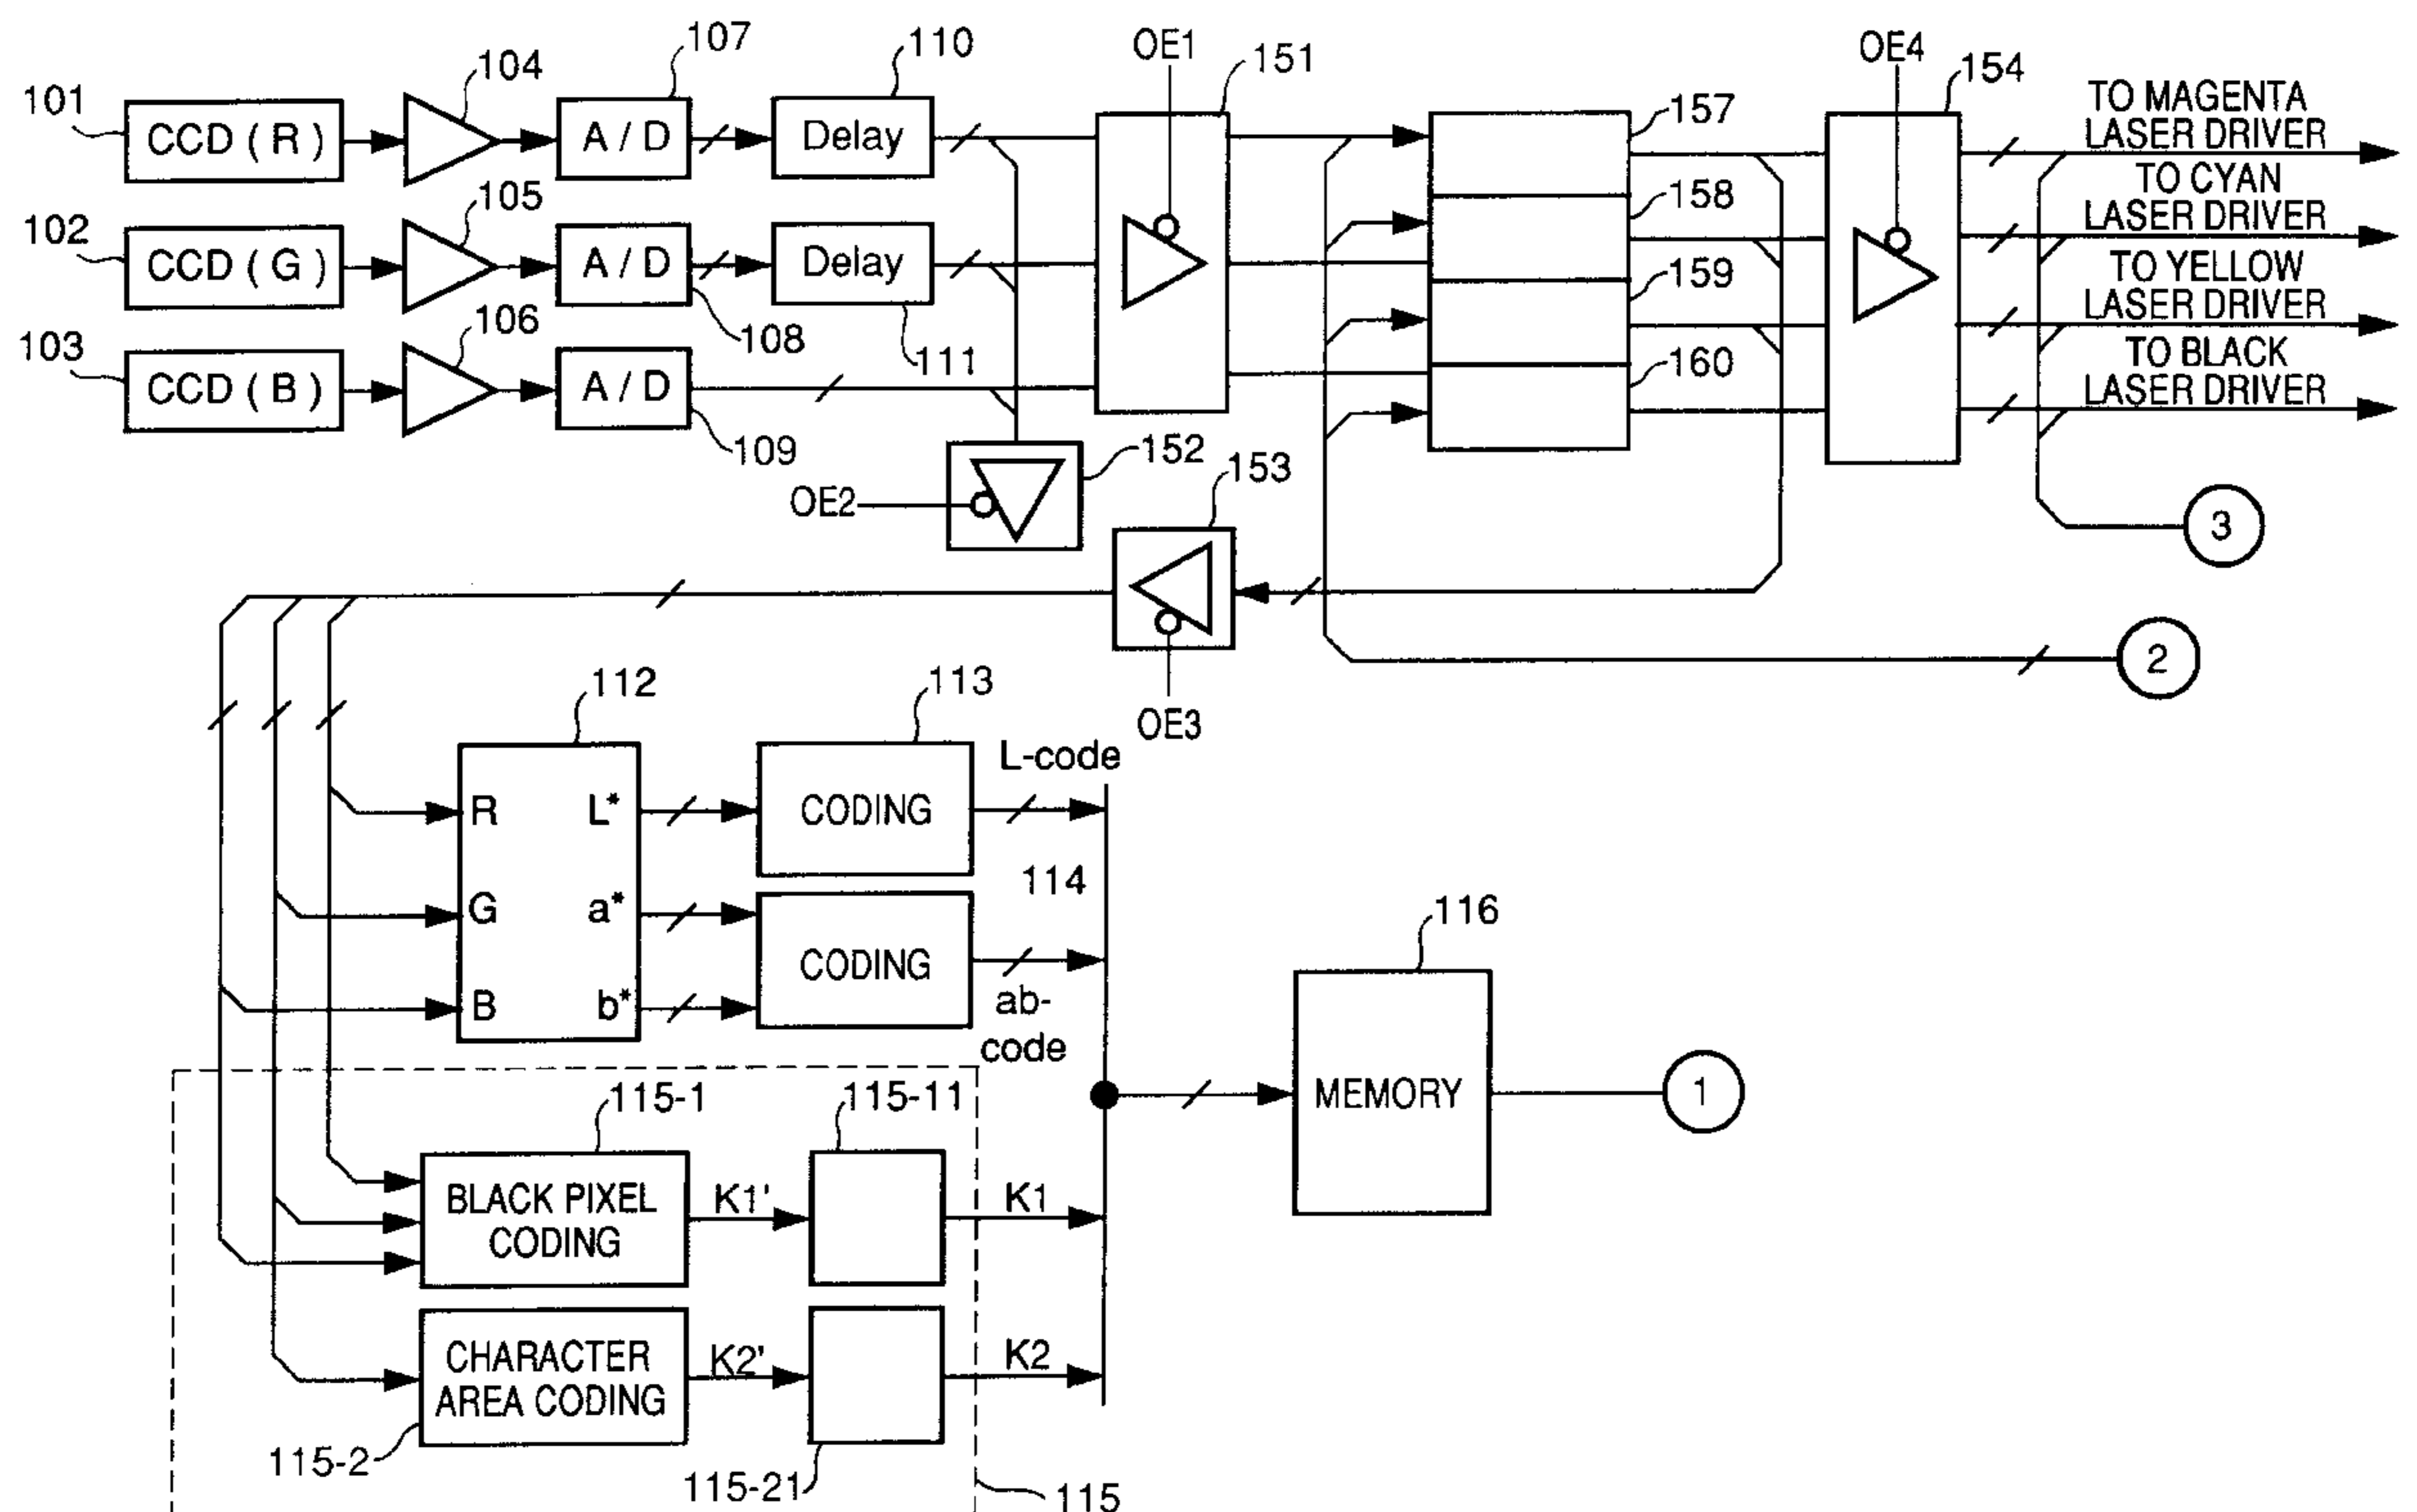 101
CCD ( R )
104
107
A / D
110
Delay
OE1
151
157
OE4
154
TO MAGENTA
LASER DRIVER
102
CCD ( G )
105
A / D
108
Delay
111
158
TO CYAN
LASER DRIVER
103
CCD ( B )
106
A / D
109
159
TO YELLOW
LASER DRIVER
160
TO BLACK
LASER DRIVER
152
OE2
153
OE3
3
2
112
R
G
B
L*
a*
b*
113
CODING
L-code
114
CODING
ab-
code
116
MEMORY
1
115-1
BLACK PIXEL
CODING
K1'
115-11
K1
CHARACTER
AREA CODING
115-2
K2'
115-21
K2
115